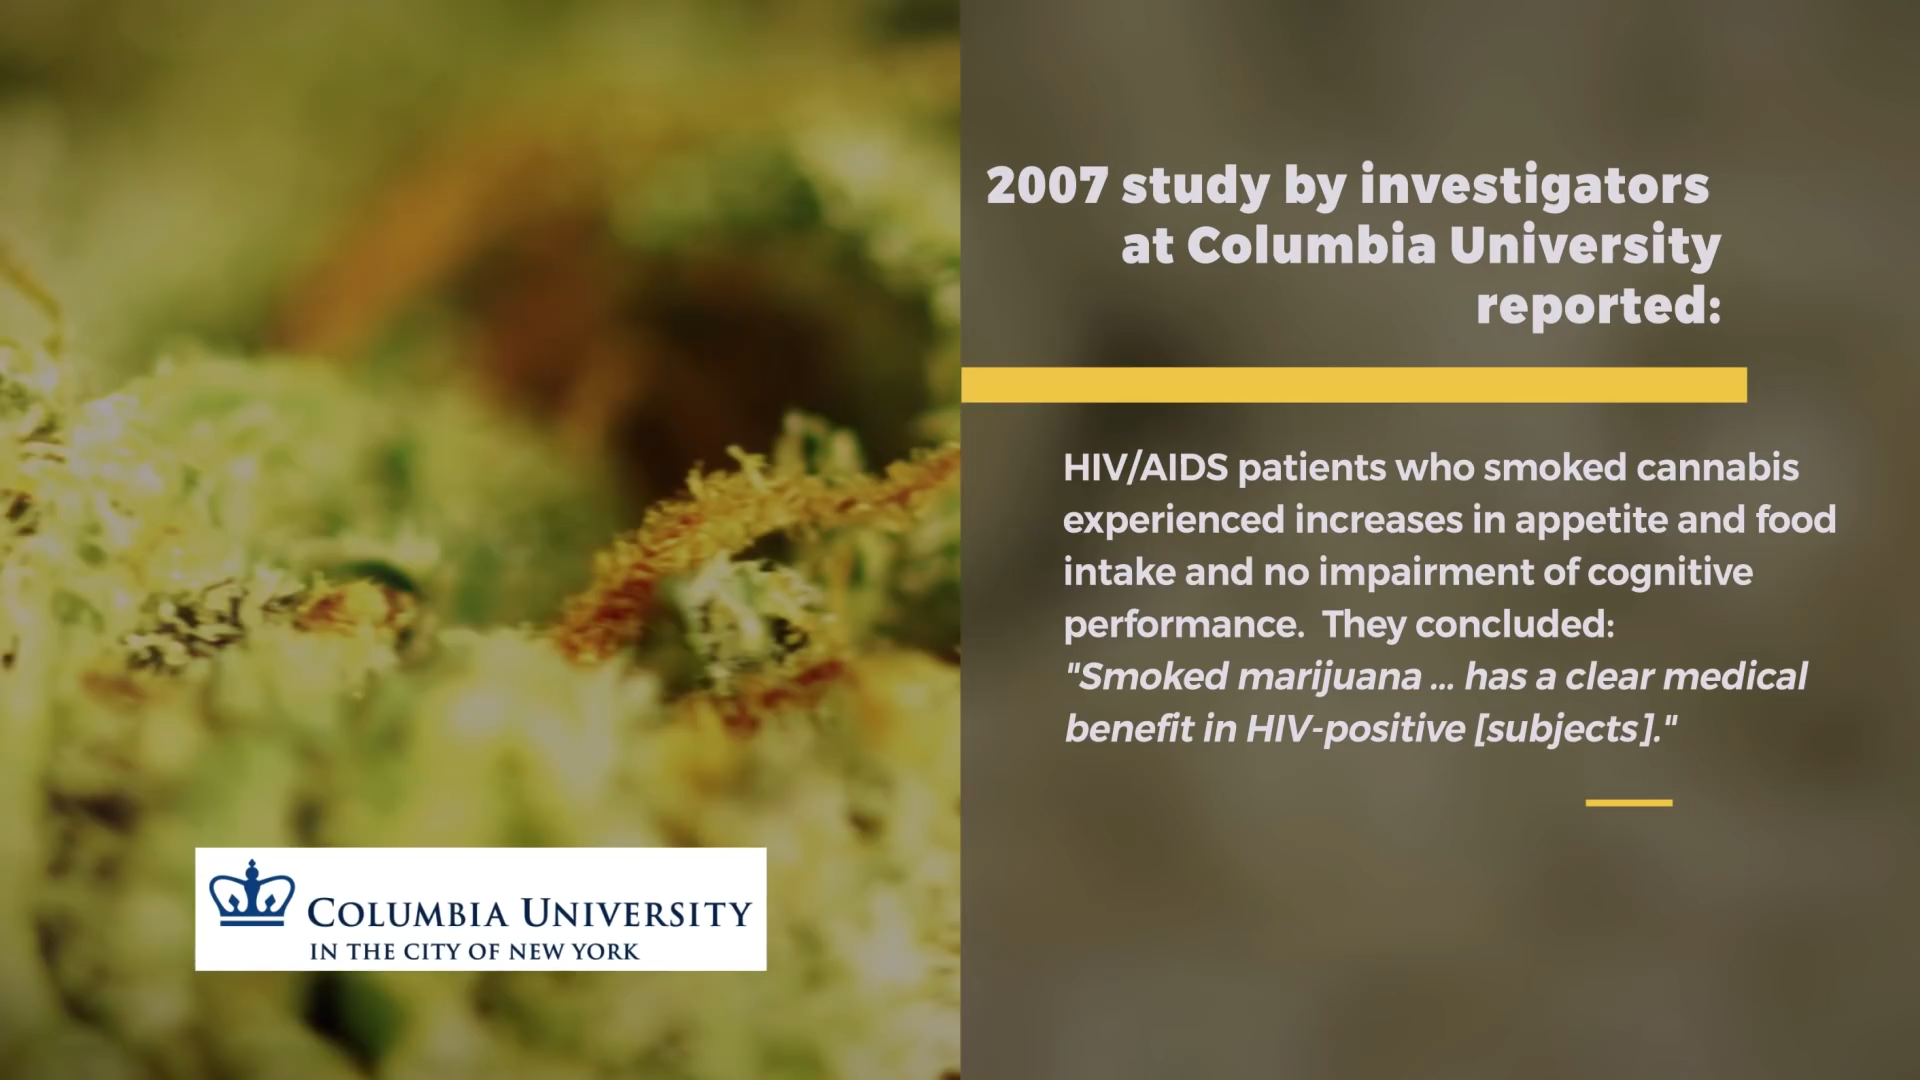 2007 study by investigators
at Columbia University
reported:
HIV/AIDS patients who smoked cannabis
experienced increases in appetite and food
intake and no impairment of cognitive
performance.  They concluded:
"Smoked marijuana ... has a clear medical
benefit in HIV-positive [subjects]."
COLUMBIA UNIVERSITY
IN THE CITY OF NEW YORK